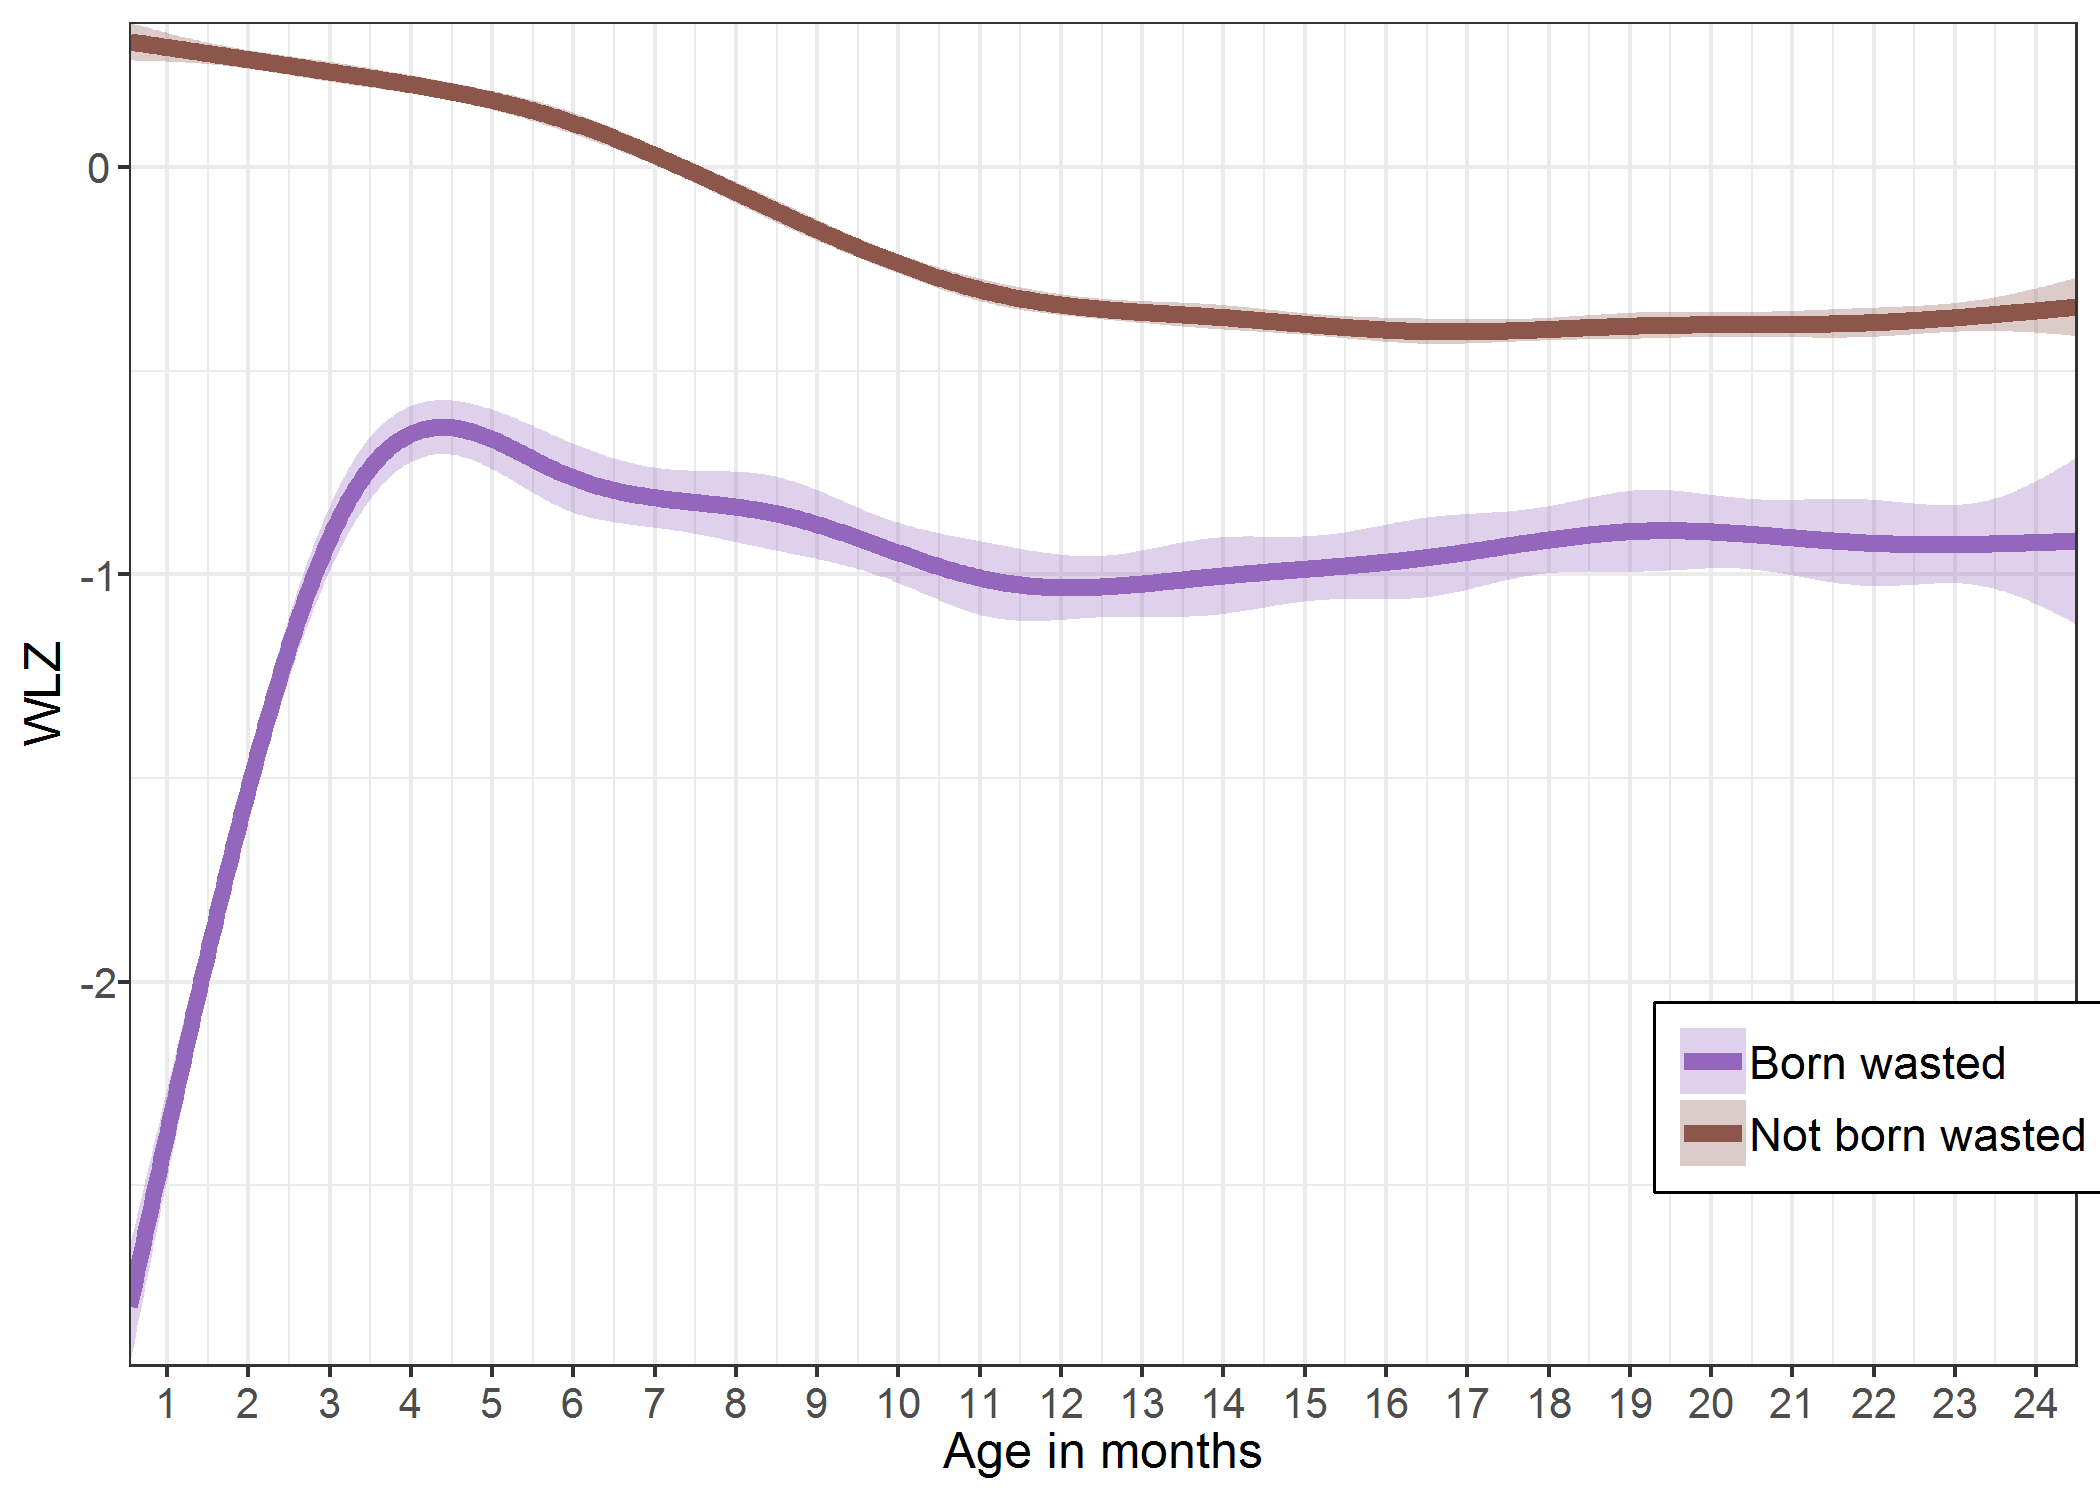 WLZ
0
-1
-2
Born wasted
Not born wasted
1 2 3 4 5 6 7 8 9 10 11 12 13 14 15 16 17 18 19 20 21 22 23 24
Age in months